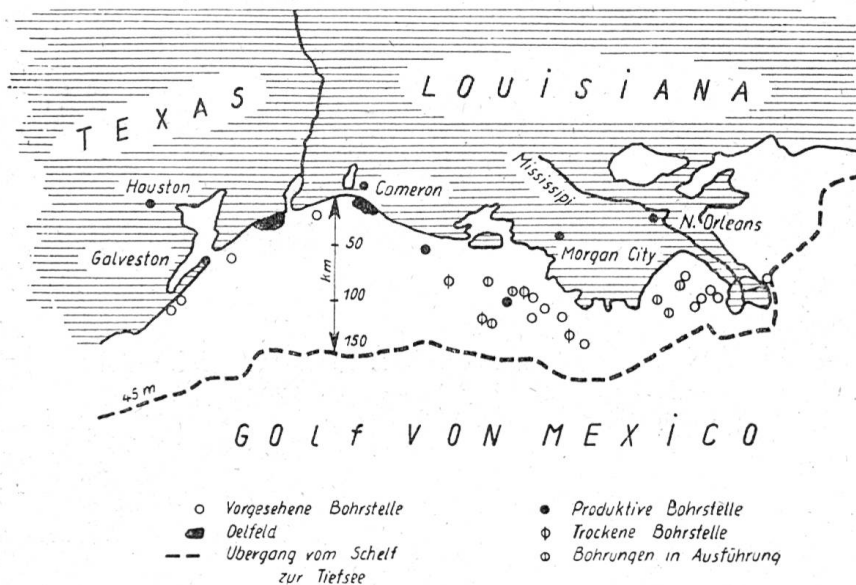 TEXAS
LOUISIANA
Houston
Cameron
Mississipi
N. Orleans
Galveston
Morgan City
km
50
100
150
45 m
GOLF VON MEXICO
Vorgesehene Bohrstelle
Oelfeld
Ubergang vom Schelf
zur Tiefsee
Produktive Bohrstelle
Trockene Bohrstelle
Bohrungen in Ausführung